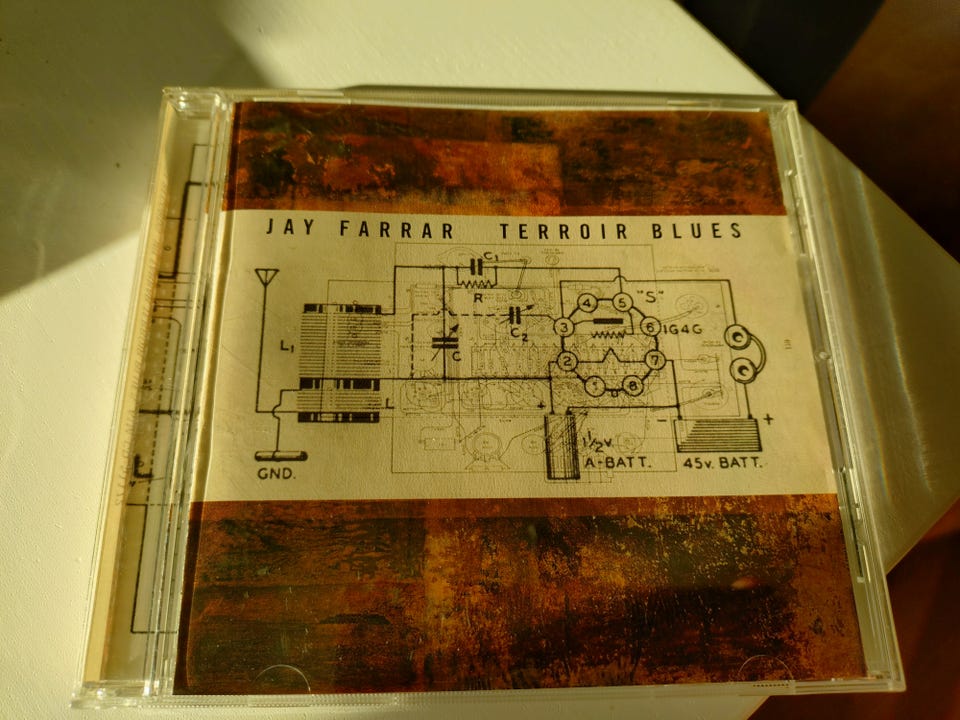 JAY FARRAR TERROIR BLUES
C1
R
"S"
4 5
C2
3 6 1G4G
L1
C
2 7
1 8
L
+ - +
1½v.
A-BATT. 45v. BATT.
GND.